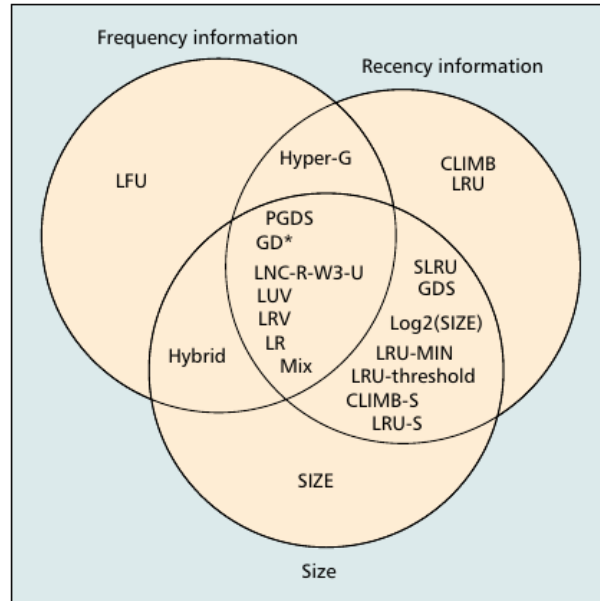 Frequency information
Recency information
Hyper-G
CLIMB
LRU
LFU
PGDS
GD*
SLRU
GDS
LNC-R-W3-U
LUV
LRV
LR
Mix
Log2(SIZE)
LRU-MIN
LRU-threshold
CLIMB-S
LRU-S
Hybrid
SIZE
Size